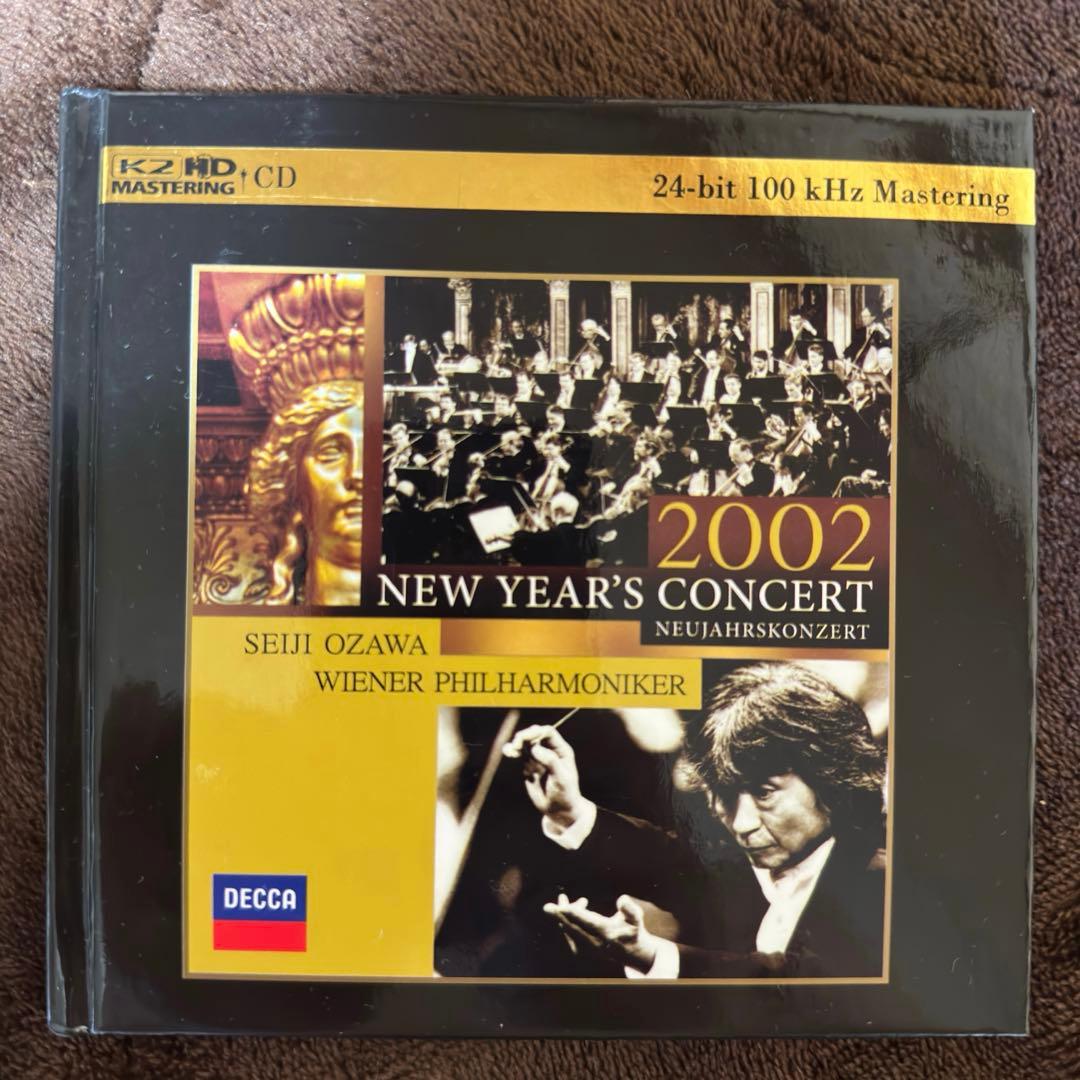 K2 HD
MASTERING
CD
24-bit 100 kHz Mastering
2002
NEW YEAR'S CONCERT
NEUJAHRSKONZERT
SEIJI OZAWA
WIENER PHILHARMONIKER
DECCA